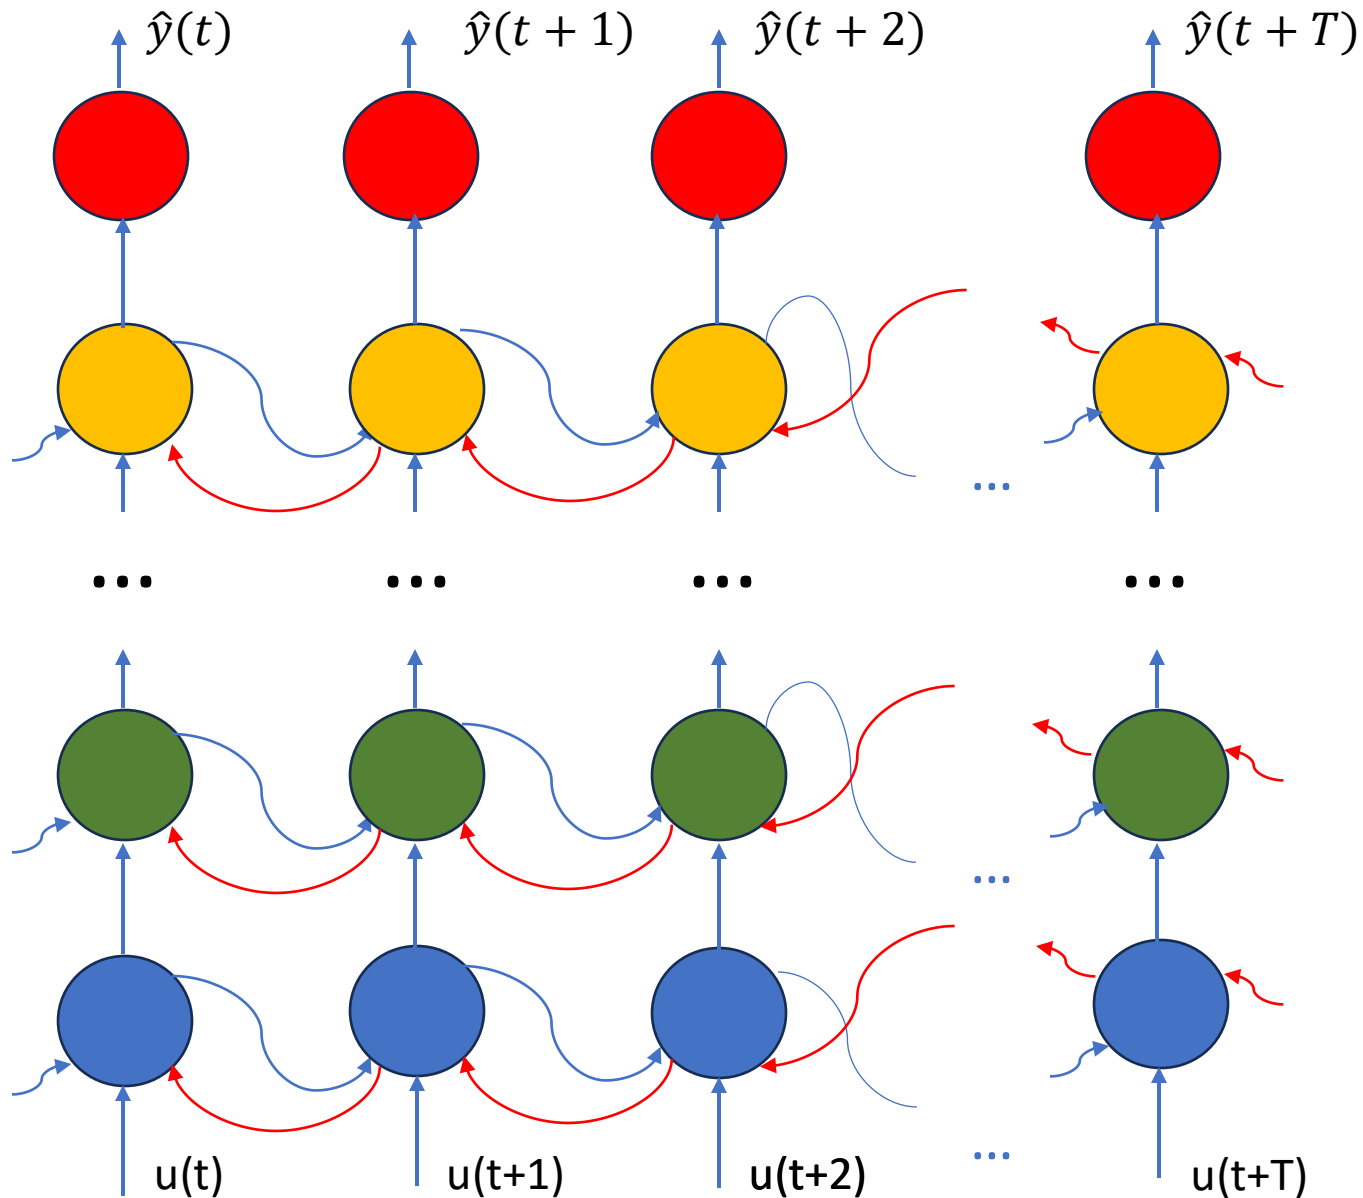 ŷ(t) ŷ(t + 1) ŷ(t + 2) ŷ(t + T)
...
... ... ... ...
...
...
u(t) u(t+1) u(t+2) u(t+T)